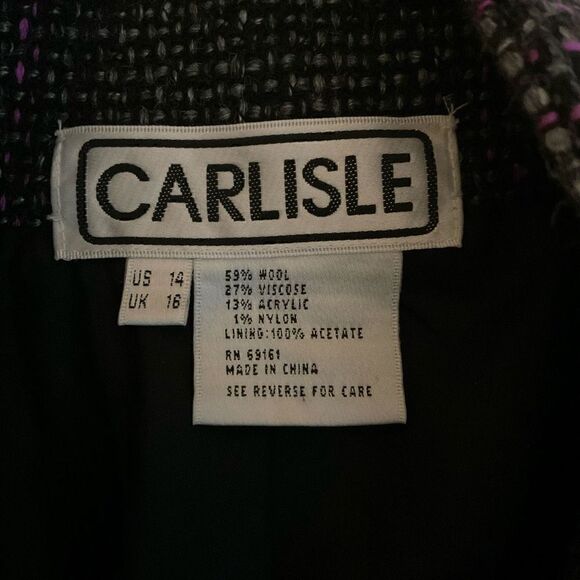 CARLISLE
US 14
UK 16
59% WOOL
27% VISCOSE
13% ACRYLIC
1% NYLON
LINING:100% ACETATE
RN 69161
MADE IN CHINA
SEE REVERSE FOR CARE